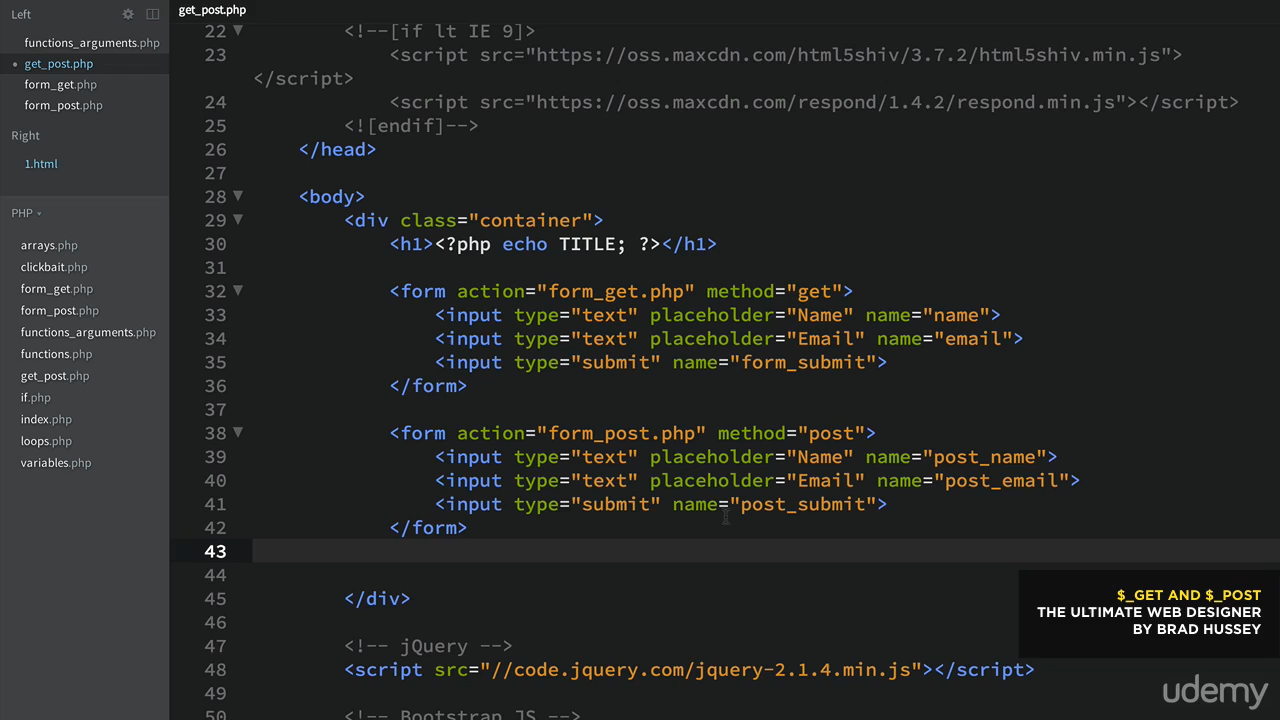 Left
functions_arguments.php
get_post.php
form_get.php
form_post.php
Right
1.html
PHP
arrays.php
clickbait.php
form_get.php
form_post.php
functions_arguments.php
functions.php
get_post.php
if.php
index.php
loops.php
variables.php
get_post.php
22 <!--[if lt IE 9]>
23 <script src="https://oss.maxcdn.com/html5shiv/3.7.2/html5shiv.min.js">
</script>
24 <script src="https://oss.maxcdn.com/respond/1.4.2/respond.min.js"></script>
25 <![endif]-->
26 </head>
27
28 <body>
29 <div class="container">
30 <h1><?php echo TITLE; ?></h1>
31
32 <form action="form_get.php" method="get">
33 <input type="text" placeholder="Name" name="name">
34 <input type="text" placeholder="Email" name="email">
35 <input type="submit" name="form_submit">
36 </form>
37
38 <form action="form_post.php" method="post">
39 <input type="text" placeholder="Name" name="post_name">
40 <input type="text" placeholder="Email" name="post_email">
41 <input type="submit" name="post_submit">
42 </form>
43
44
45 </div>
46
47 <!-- jQuery -->
48 <script src="//code.jquery.com/jquery-2.1.4.min.js"></script>
49
50 <!-- Bootstrap JS -->
$_GET AND $_POST
THE ULTIMATE WEB DESIGNER
BY BRAD HUSSEY
udemy